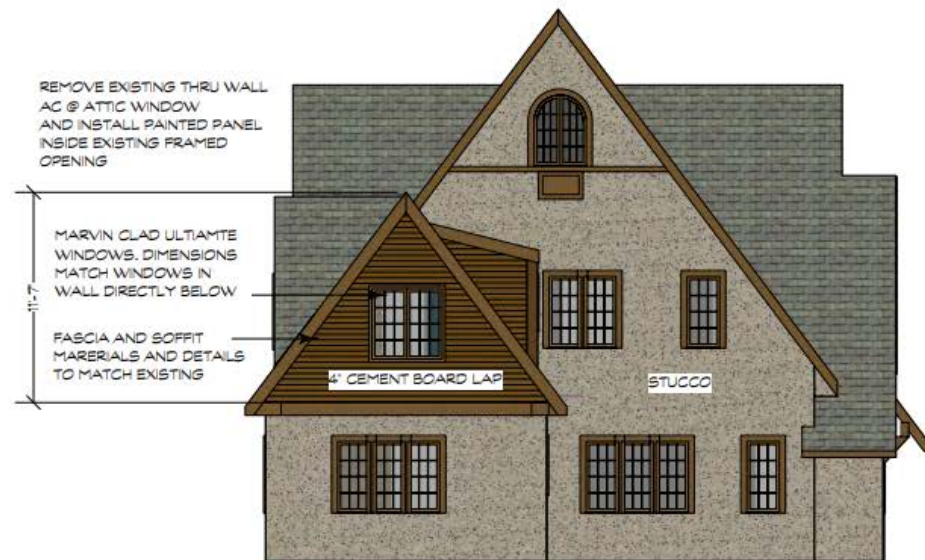 REMOVE EXISTING THRU WALL
AC @ ATTIC WINDOW
AND INSTALL PAINTED PANEL
INSIDE EXISTING FRAMED
OPENING
MARVIN CLAD ULTIAMTE
WINDOWS. DIMENSIONS
MATCH WINDOWS IN
WALL DIRECTLY BELOW
11'-7"
FASCIA AND SOFFIT
MARERIALS AND DETAILS
TO MATCH EXISTING
4" CEMENT BOARD LAP
STUCCO